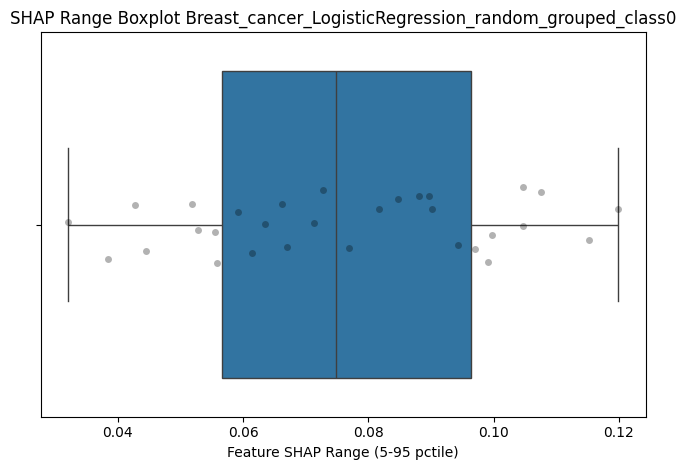 SHAP Range Boxplot Breast_cancer_LogisticRegression_random_grouped_class0
0.04 0.06 0.08 0.10 0.12
Feature SHAP Range (5-95 pctile)